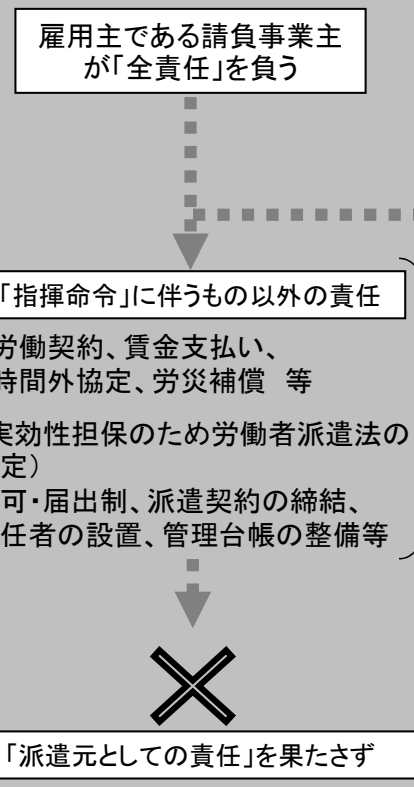 雇用主である請負事業主
が「全責任」を負う
「指揮命令」に伴うもの以外の責任
労働契約、賃金支払い、
時間外協定、労災補償 等
実効性担保のため労働者派遣法の
定）
可・届出制、派遣契約の締結、
任者の設置、管理台帳の整備等
「派遣元としての責任」を果たさず